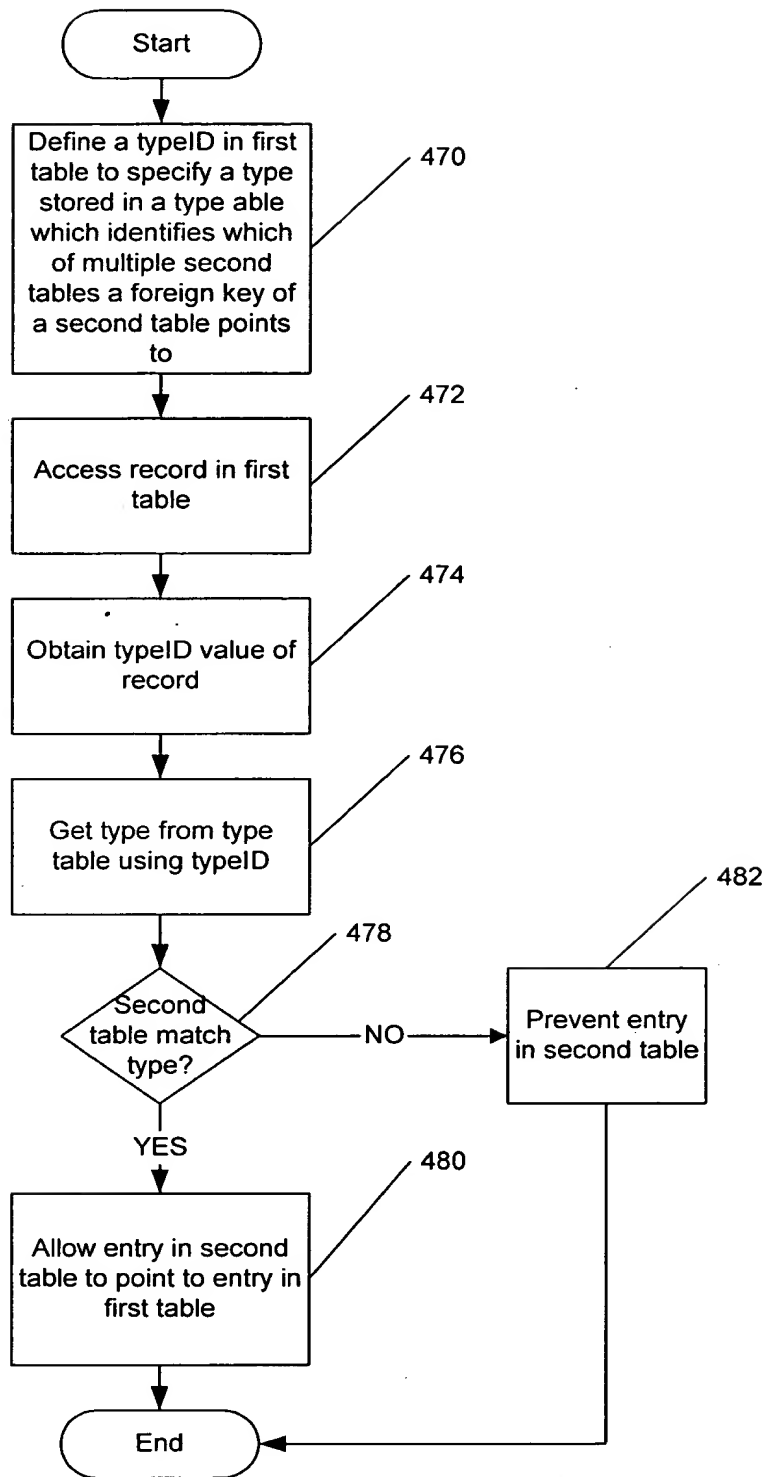 Start
Define a typeID in first
table to specify a type
stored in a type able
which identifies which
of multiple second
tables a foreign key of
a second table points
to
470
Access record in first
table
472
Obtain typeID value of
record
474
Get type from type
table using typeID
476
Second
table match
type?
478
NO
Prevent entry
in second table
482
YES
Allow entry in second
table to point to entry in
first table
480
End